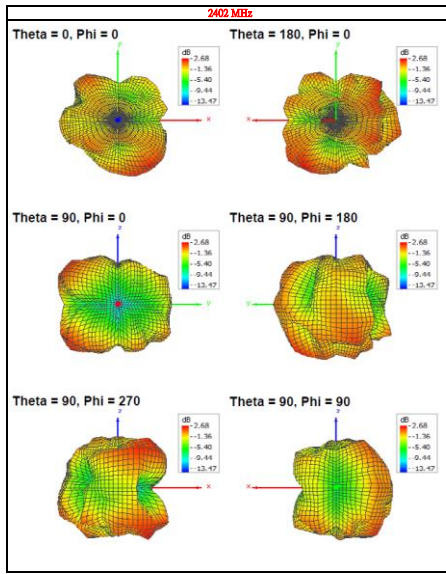 2402 MHz
Theta = 0, Phi = 0
y
dB
2.68
-1.36
-5.40
-9.44
-13.47
x
Theta = 180, Phi = 0
y
dB
2.68
-1.36
-5.40
-9.44
-13.47
x
Theta = 90, Phi = 0
z
dB
2.68
-1.36
-5.40
-9.44
-13.47
y
Theta = 90, Phi = 180
z
dB
2.68
-1.36
-5.40
-9.44
-13.47
y
Theta = 90, Phi = 270
z
dB
2.68
-1.36
-5.40
-9.44
-13.47
x
Theta = 90, Phi = 90
z
dB
2.68
-1.36
-5.40
-9.44
-13.47
x